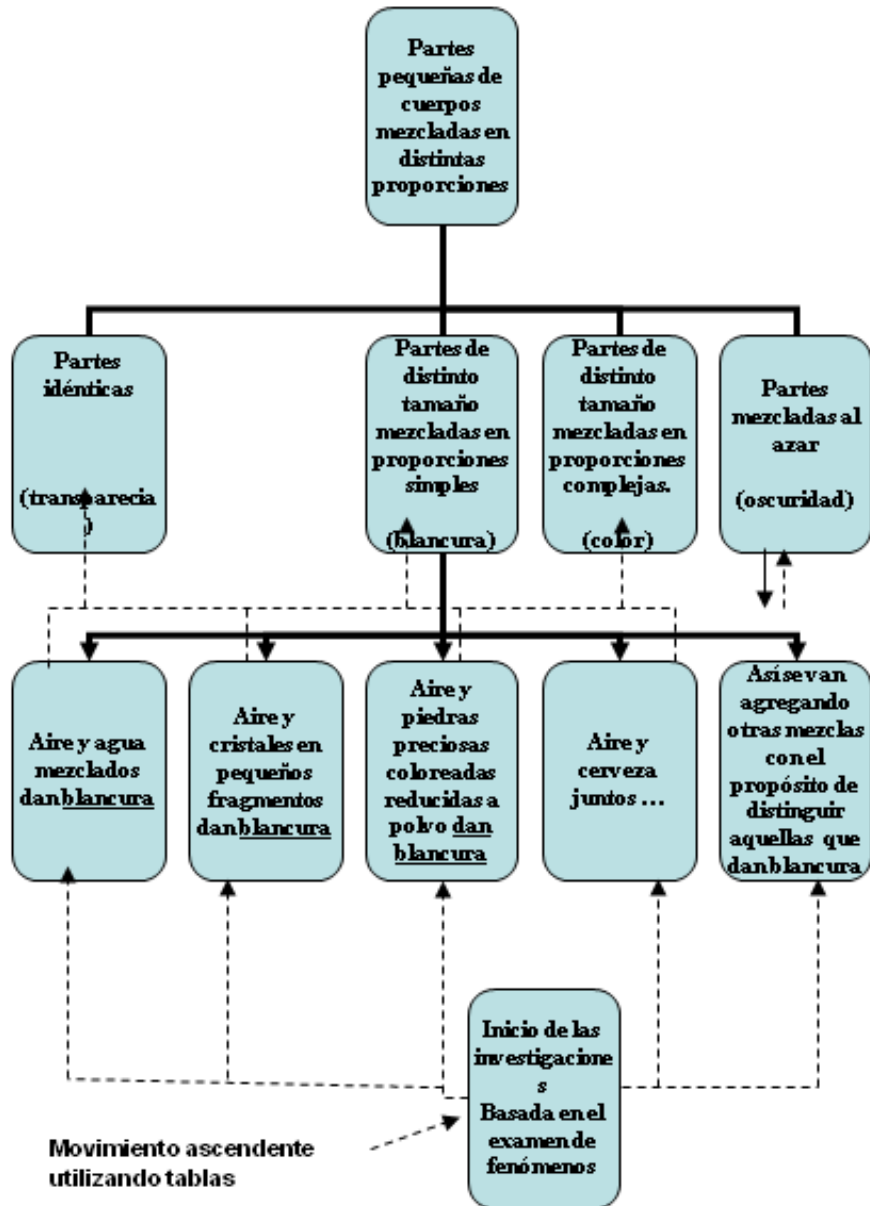 Partes
pequeñas de
cuerpos
mezcladas en
distintas
proporciones
Partes
idénticas
(transparecia
)
Partes de
distinto
tamaño
mezcladas en
proporciones
simples
(blancura)
Partes de
distinto
tamaño
mezcladas en
proporciones
complejas.
(color)
Partes
mezcladas al
azar
(oscuridad)
Aire y agua
mezclados
dan blancura
Aire y
cristales en
pequeños
fragmentos
dan blancura
Aire y
piedras
preciosas
coloreadas
reducidas a
polvo dan
blancura
Aire y
cerveza
juntos ...
Así se van
agregando
otras mezclas
con el
propósito de
distinguir
aquellas que
dan blancura
Inicio de las
investigacione
s
Basada en el
examen de
fenómenos
Movimiento ascendente
utilizando tablas